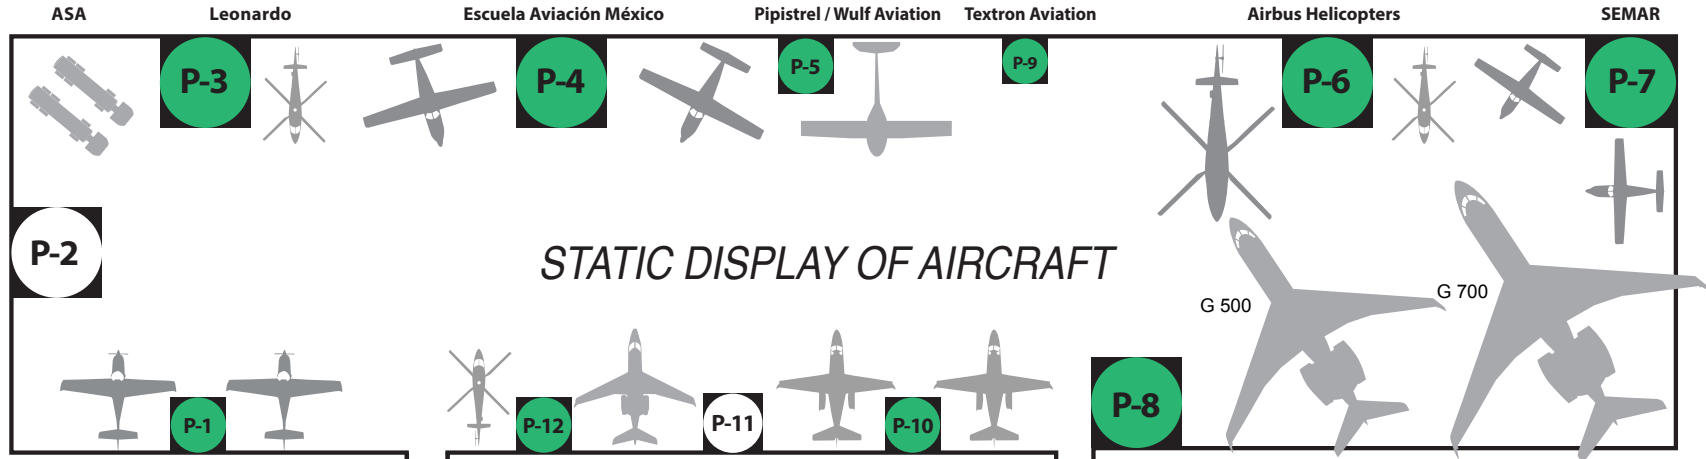 ASA
Leonardo
Escuela Aviación México
Pipistrel / Wulf Aviation
Textron Aviation
Airbus Helicopters
SEMAR
P-3
P-4
P-5
P-9
P-6
P-7
P-2
STATIC DISPLAY OF AIRCRAFT
G 500
G 700
P-8
P-1
P-12
P-11
P-10